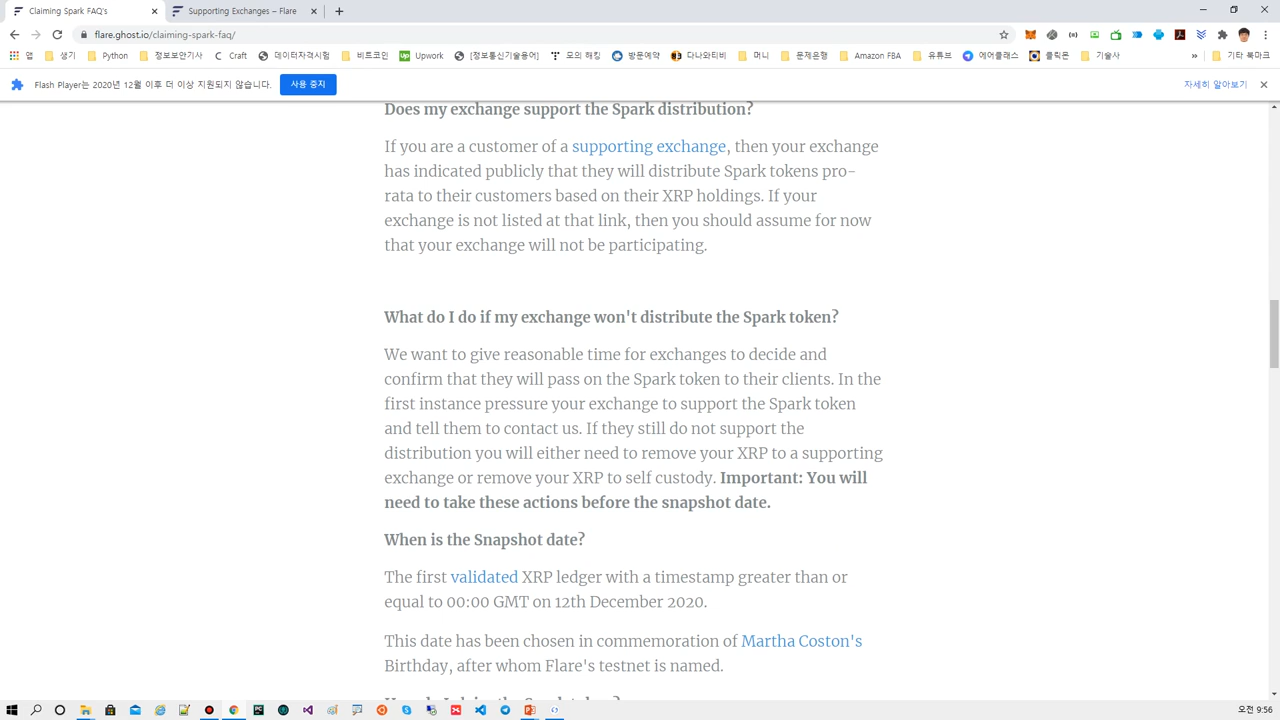 Claiming Spark FAQ's
Supporting Exchanges – Flare
flare.ghost.io/claiming-spark-faq/
앱 생기 Python 정보보안기사 Craft 데이터자격시험 비트코인 Up Upwork [정보통신기술용어] 모의 해킹 방문예약 다나와티비 머니 문제은행 Amazon FBA 유튜브 에어클래스 클릭온 기술사 » 기타 북마크
Flash Player는 2020년 12월 이후 더 이상 지원되지 않습니다. 사용 중지 자세히 알아보기
Does my exchange support the Spark distribution?
If you are a customer of a supporting exchange, then your exchange
has indicated publicly that they will distribute Spark tokens pro-
rata to their customers based on their XRP holdings. If your
exchange is not listed at that link, then you should assume for now
that your exchange will not be participating.
What do I do if my exchange won't distribute the Spark token?
We want to give reasonable time for exchanges to decide and
confirm that they will pass on the Spark token to their clients. In the
first instance pressure your exchange to support the Spark token
and tell them to contact us. If they still do not support the
distribution you will either need to remove your XRP to a supporting
exchange or remove your XRP to self custody. Important: You will
need to take these actions before the snapshot date.
When is the Snapshot date?
The first validated XRP ledger with a timestamp greater than or
equal to 00:00 GMT on 12th December 2020.
This date has been chosen in commemoration of Martha Coston's
Birthday, after whom Flare's testnet is named.
오전 9:56